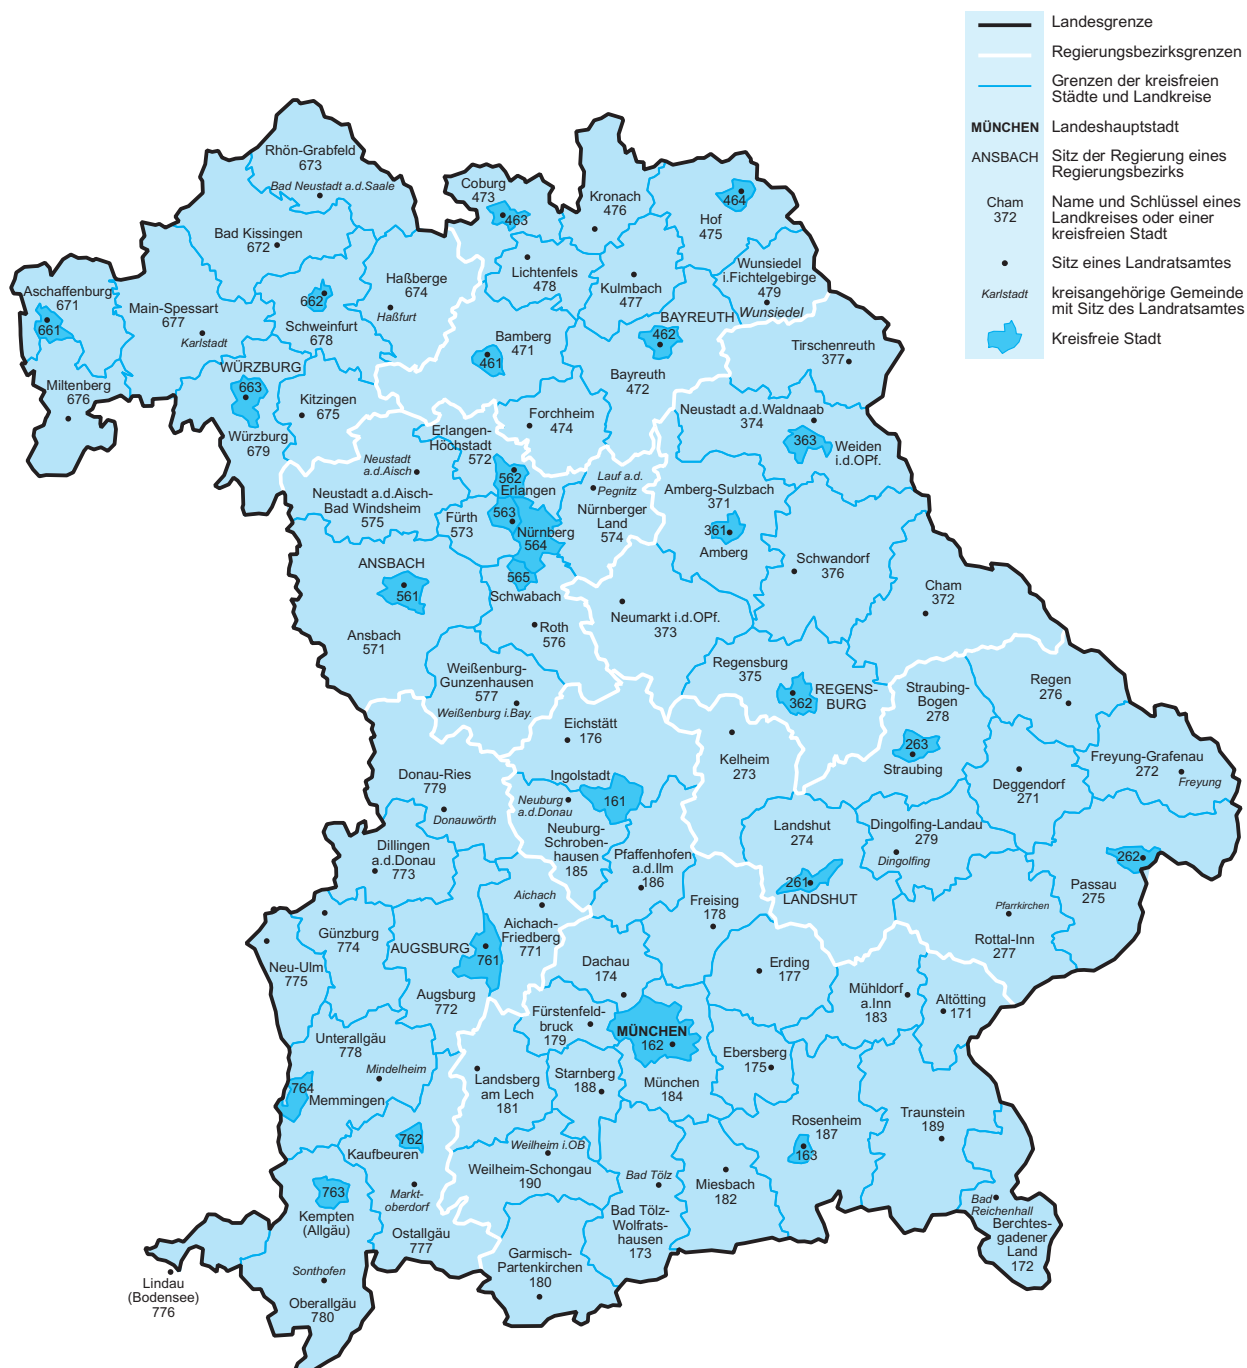 Landesgrenze
Regierungsbezirksgrenzen
Grenzen der kreisfreien
Städte und Landkreise
MÜNCHEN Landeshauptstadt
ANSBACH Sitz der Regierung eines
Regierungsbezirks
Cham
372
Name und Schlüssel eines
Landkreises oder einer
kreisfreien Stadt
Sitz eines Landratsamtes
Karlstadt
kreisangehörige Gemeinde
mit Sitz des Landratsamtes
Kreisfreie Stadt
Rhön-Grabfeld
673
Bad Neustadt a.d.Saale
Bad Kissingen
672
Coburg
473
463
Kronach
476
Hof
475
464
Aschaffenburg
671
661
Main-Spessart
677
Karlstadt
662
Schweinfurt
678
Haßberge
674
Haßfurt
Lichtenfels
478
Kulmbach
477
Wunsiedel
i.Fichtelgebirge
479
Wunsiedel
Miltenberg
676
WÜRZBURG
663
Würzburg
679
Kitzingen
675
Bamberg
471
461
BAYREUTH
462
Bayreuth
472
Tirschenreuth
377
Forchheim
474
Neustadt a.d.Waldnaab
374
363
Weiden
i.d.OPf.
Erlangen-
Höchstadt
572
562
Erlangen
Neustadt
a.d.Aisch
Neustadt a.d.Aisch-
Bad Windsheim
575
Lauf a.d.
Pegnitz
Nürnberger
Land
574
Fürth
573
563
Nürnberg
564
565
Schwabach
Amberg-Sulzbach
371
361
Amberg
Schwandorf
376
Cham
372
ANSBACH
561
Ansbach
571
Roth
576
Neumarkt i.d.OPf.
373
Weißenburg-
Gunzenhausen
577
Weißenburg i.Bay.
Regensburg
375
362
REGENS-
BURG
Straubing-
Bogen
278
263
Straubing
Regen
276
Eichstätt
176
Kelheim
273
Deggendorf
271
Freyung-Grafenau
272
Freyung
Donau-Ries
779
Donauwörth
Ingolstadt
161
Neuburg
a.d.Donau
Neuburg-
Schrobenhausen
185
Landshut
274
261
LANDSHUT
Dingolfing-Landau
279
Dingolfing
262
Passau
275
Dillingen
a.d.Donau
773
Pfaffenhofen
a.d.Ilm
186
Freising
178
Pfarrkirchen
Rottal-Inn
277
Günzburg
774
Neu-Ulm
775
AUGSBURG
761
Augsburg
772
Aichach
Aichach-
Friedberg
771
Dachau
174
Erding
177
Mühldorf
a.Inn
183
Altötting
171
Fürstenfeld-
bruck
179
MÜNCHEN
162
München
184
Ebersberg
175
Unterallgäu
778
Mindelheim
764
Memmingen
Landsberg
am Lech
181
Starnberg
188
Rosenheim
187
163
Traunstein
189
762
Kaufbeuren
Weilheim i.OB
Weilheim-Schongau
190
Bad Tölz
Bad Tölz-
Wolfrats-
hausen
173
Miesbach
182
Bad
Reichenhall
Berchtes-
gadener
Land
172
763
Kempten
(Allgäu)
Markt-
oberdorf
Ostallgäu
777
Garmisch-
Partenkirchen
180
Lindau
(Bodensee)
776
Sonthofen
Oberallgäu
780